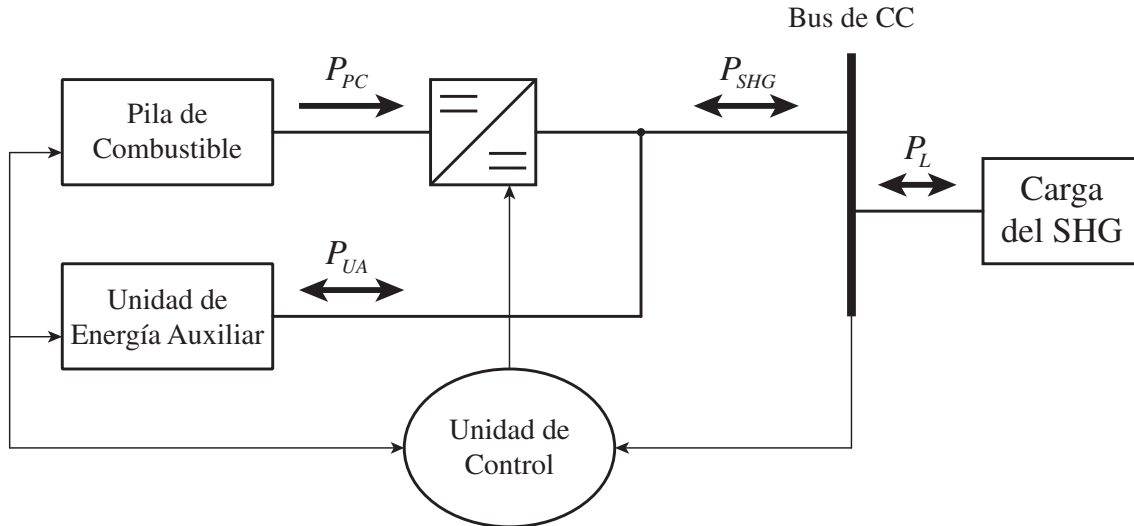 Bus de CC
P_PC
P_SHG
Pila de
Combustible
P_L
Carga
del SHG
P_UA
Unidad de
Energía Auxiliar
Unidad de
Control